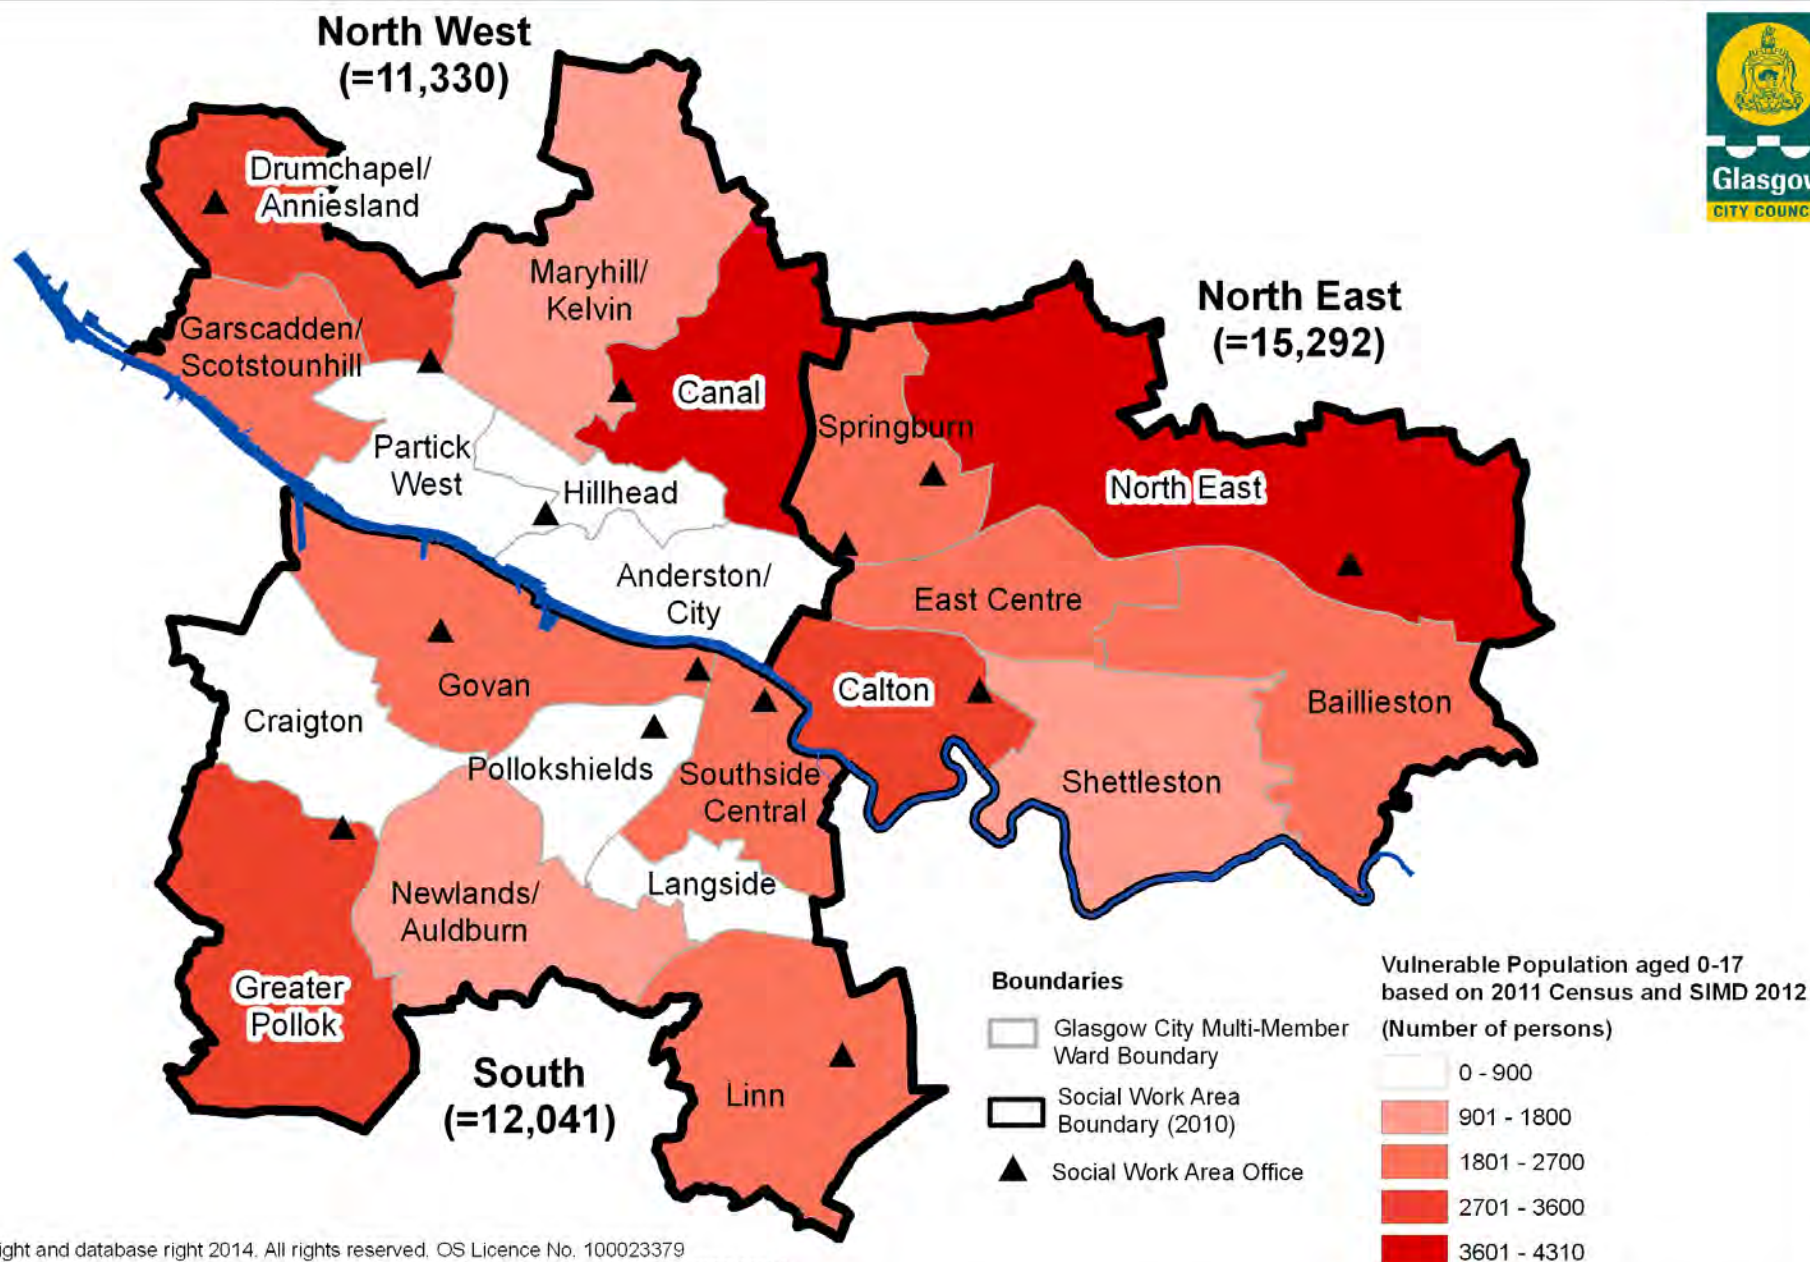 North West
(=11,330)
Drumchapel/
Anniesland
Maryhill/
Kelvin
Garscadden/
Scotstounhill
Canal
Partick
West
Hillhead
Anderston/
City
North East
(=15,292)
Springburn
North East
East Centre
Calton
Baillieston
Shettleston
Govan
Craigton
Pollokshields
Southside
Central
Langside
Newlands/
Auldburn
Greater
Pollok
Linn
South
(=12,041)
Glasgow
CITY COUNC
Boundaries
Glasgow City Multi-Member
Ward Boundary
Social Work Area
Boundary (2010)
Social Work Area Office
Vulnerable Population aged 0-17
based on 2011 Census and SIMD 2012
(Number of persons)
0 - 900
901 - 1800
1801 - 2700
2701 - 3600
3601 - 4310
ight and database right 2014. All rights reserved. OS Licence No. 100023379